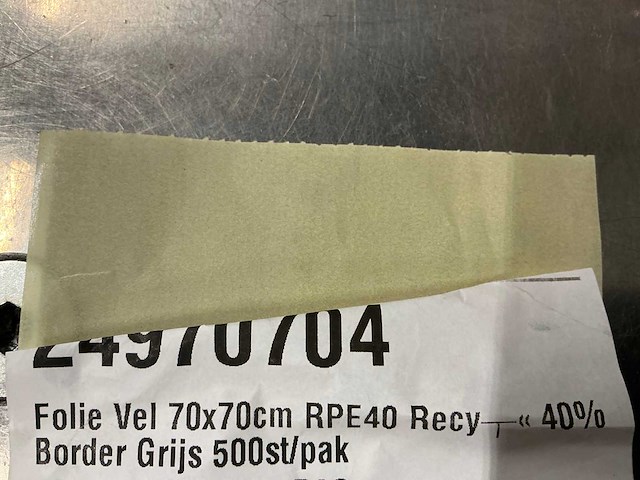 24970704
Folie Vel 70x70cm RPE40 Recy « 40%
Border Grijs 500st/pak